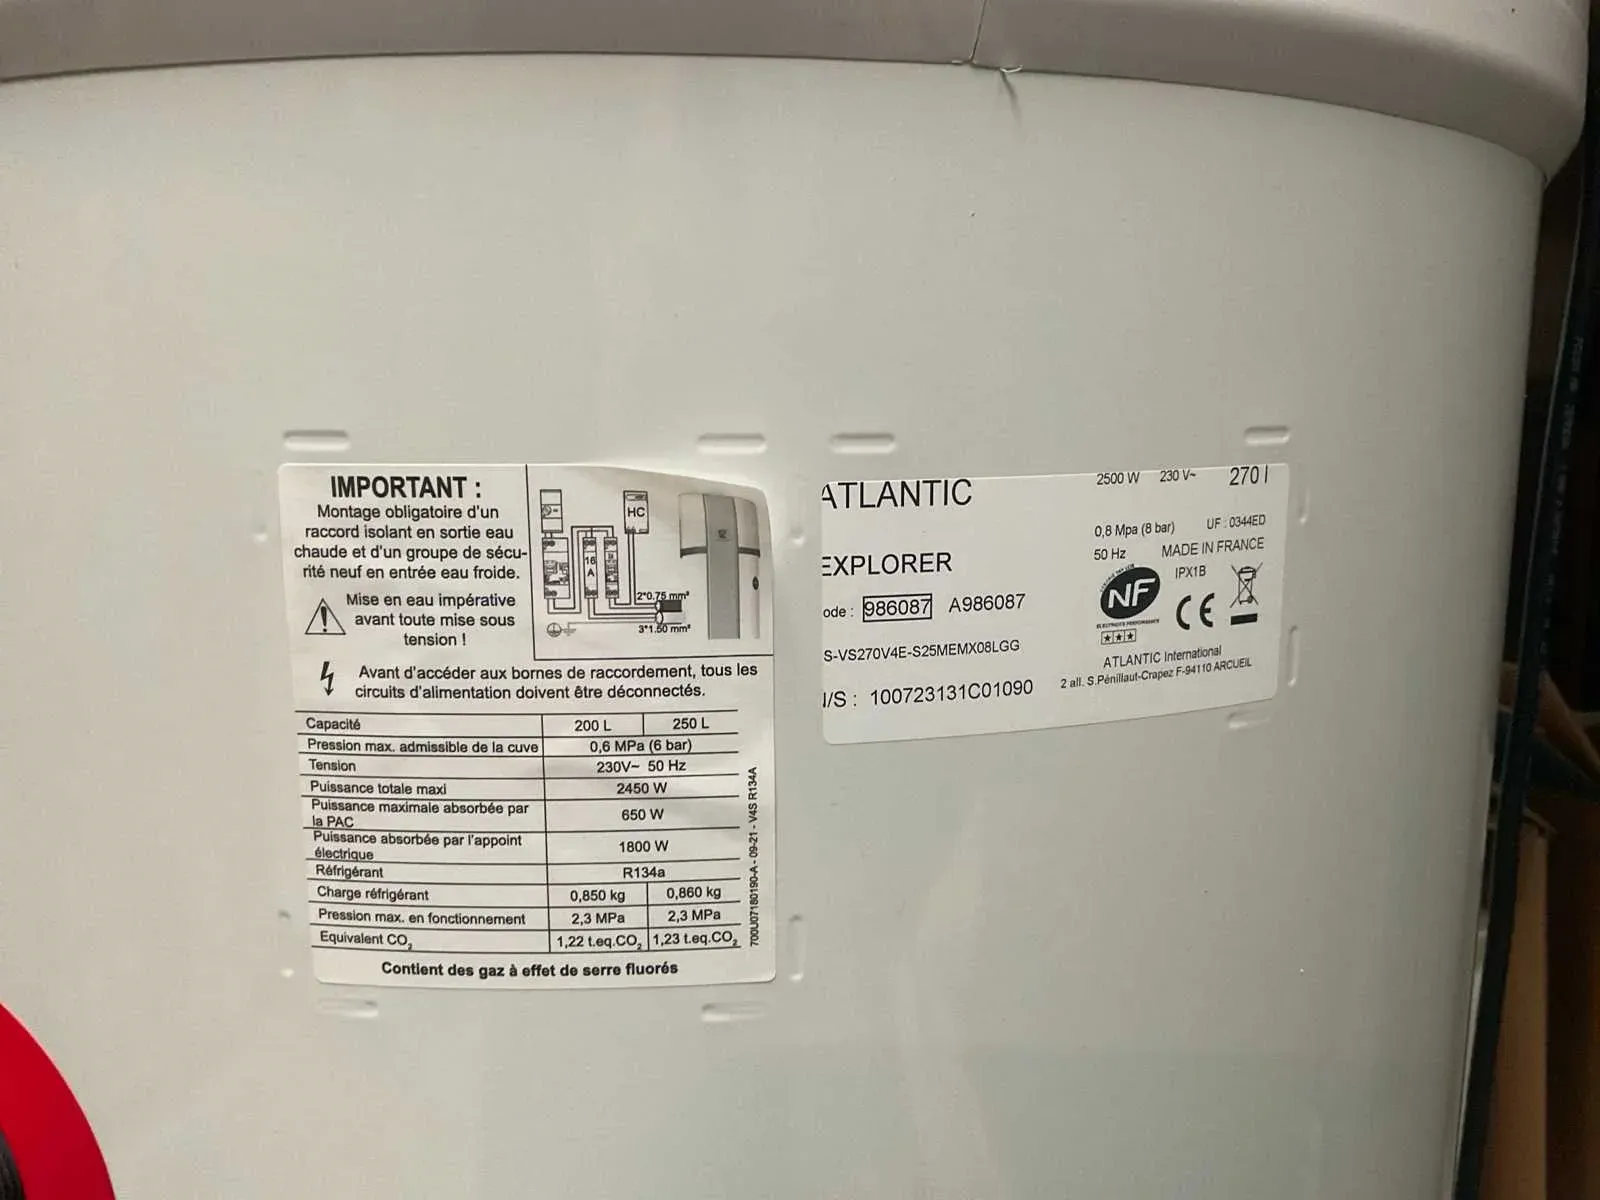 IMPORTANT :
Montage obligatoire d'un
raccord isolant en sortie eau
chaude et d'un groupe de sécu-
rité neuf en entrée eau froide.
Mise en eau impérative
avant toute mise sous
tension !
HC
16
A
2*0.75 mm²
3*1.50 mm²
Avant d'accéder aux bornes de raccordement, tous les
circuits d'alimentation doivent être déconnectés.
Capacité 200 L 250 L
Pression max. admissible de la cuve 0,6 MPa (6 bar)
Tension 230V~ 50 Hz
Puissance totale maxi 2450 W
Puissance maximale absorbée par
la PAC 650 W
Puissance absorbée par l'appoint
électrique 1800 W
Réfrigérant R134a
Charge réfrigérant 0,850 kg 0,860 kg
Pression max. en fonctionnement 2,3 MPa 2,3 MPa
Equivalent CO₂ 1,22 t.eq.CO₂ 1,23 t.eq.CO₂
Contient des gaz à effet de serre fluorés
700U07180190-A - 09-21 - V4S R134A
ATLANTIC 2500 W 230 V~ 270 l
0,8 Mpa (8 bar) UF : 0344ED
EXPLORER 50 Hz MADE IN FRANCE
IPX1B
NF
CE
ode : 986087 A986087
S-VS270V4E-S25MEMX08LGG
ATLANTIC International
2 all. S.Pénillaut-Crapez F-94110 ARCUEIL
/S : 100723131C01090